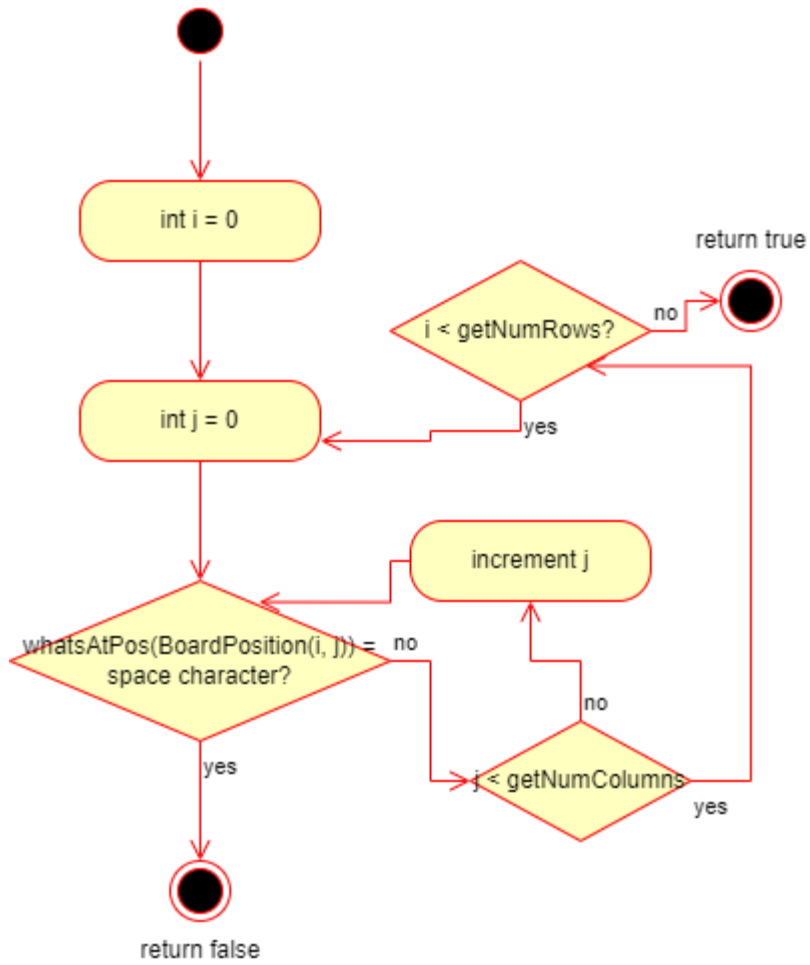 int i = 0
return true
i < getNumRows?
no
int j = 0
yes
increment j
whatsAtPos(BoardPosition(i, j)) =
space character?
no
no
j < getNumColumns
yes
yes
return false